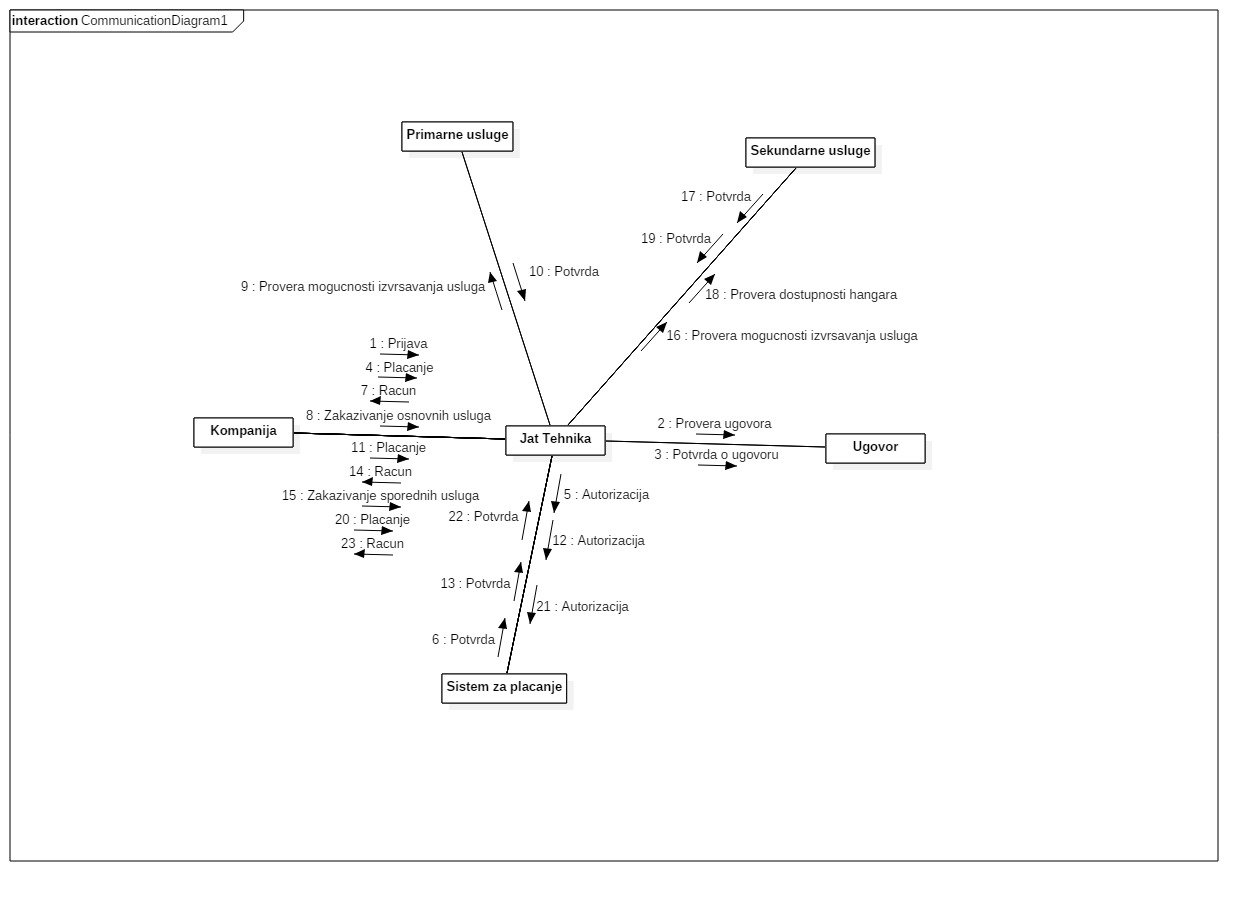 interaction CommunicationDiagram1
Primarne usluge
Sekundarne usluge
17 : Potvrda
19 : Potvrda
10 : Potvrda
9 : Provera mogucnosti izvrsavanja usluga
18 : Provera dostupnosti hangara
16 : Provera mogucnosti izvrsavanja usluga
1 : Prijava
4 : Placanje
7 : Racun
8 : Zakazivanje osnovnih usluga
Kompanija
Jat Tehnika
2 : Provera ugovora
Ugovor
3 : Potvrda o ugovoru
11 : Placanje
14 : Racun
15 : Zakazivanje sporednih usluga
20 : Placanje
23 : Racun
5 : Autorizacija
22 : Potvrda
12 : Autorizacija
13 : Potvrda
21 : Autorizacija
6 : Potvrda
Sistem za placanje